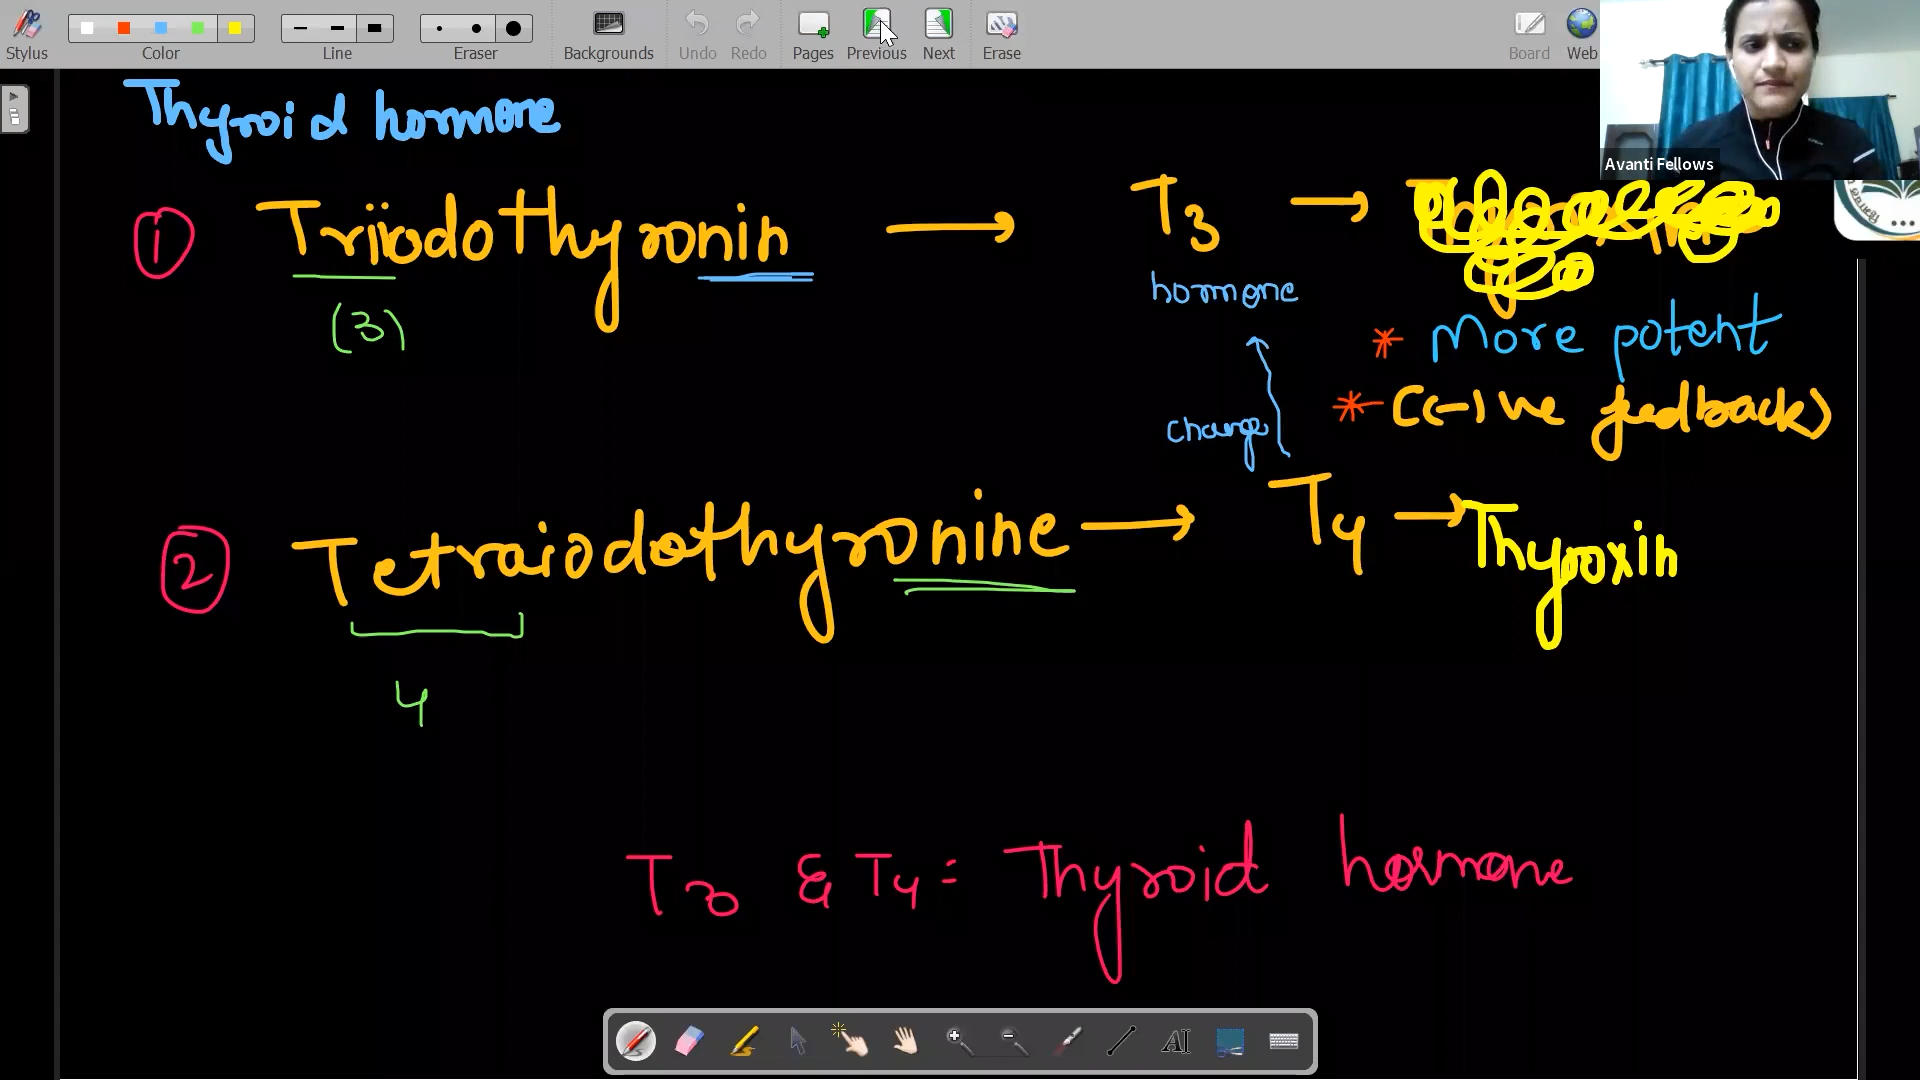 Stylus Color Line Eraser Backgrounds Undo Redo Pages Previous Next Erase Board Web
Avanti Fellows
Thyroid hormone
1 Triiodothyronin → T3 →
(3)
hormone
* More potent
* ((-)ve feedback)
change
2 Tetraiodothyronine → T4 → Thyroxin
4
T3 & T4 = Thyroid hormone